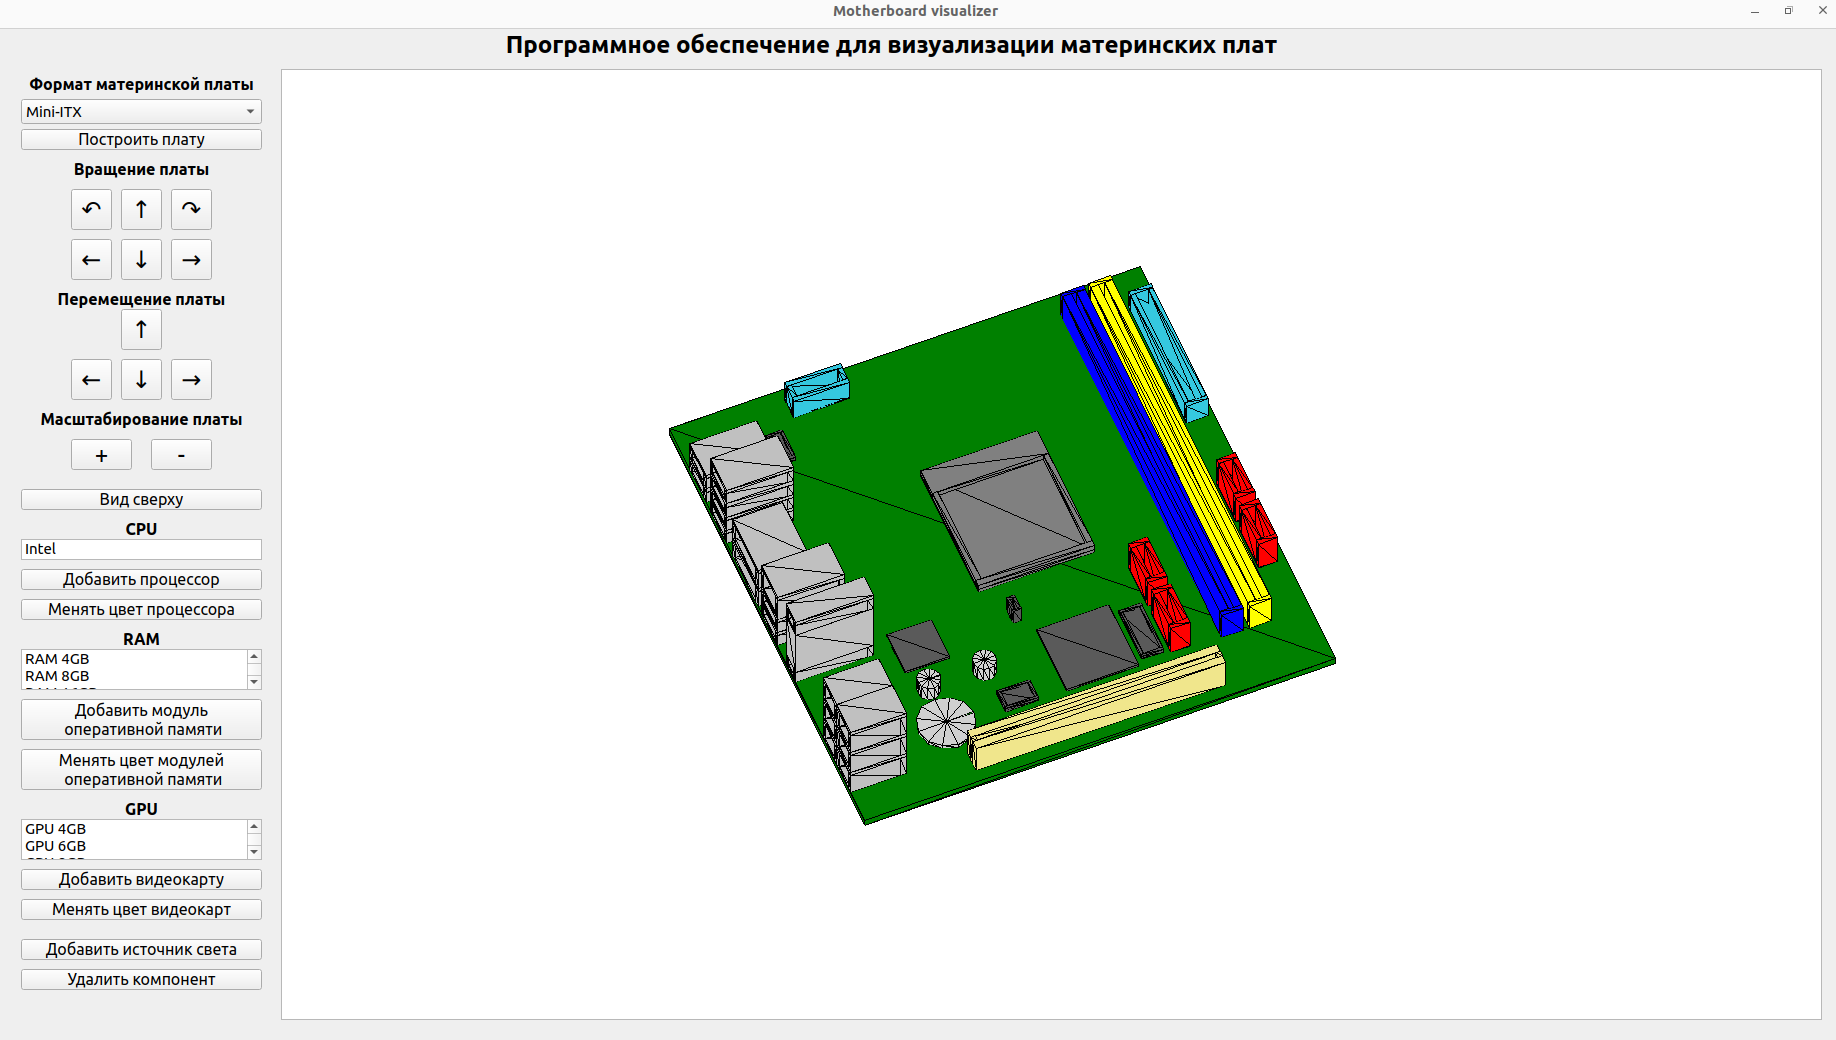 Motherboard visualizer
Программное обеспечение для визуализации материнских плат
Формат материнской платы
Mini-ITX
Построить плату
Вращение платы
↶ ↑ ↷
← ↓ →
Перемещение платы
↑
← ↓ →
Масштабирование платы
+ -
Вид сверху
CPU
Intel
Добавить процессор
Менять цвет процессора
RAM
RAM 4GB
RAM 8GB
Добавить модуль
оперативной памяти
Менять цвет модулей
оперативной памяти
GPU
GPU 4GB
GPU 6GB
Добавить видеокарту
Менять цвет видеокарт
Добавить источник света
Удалить компонент